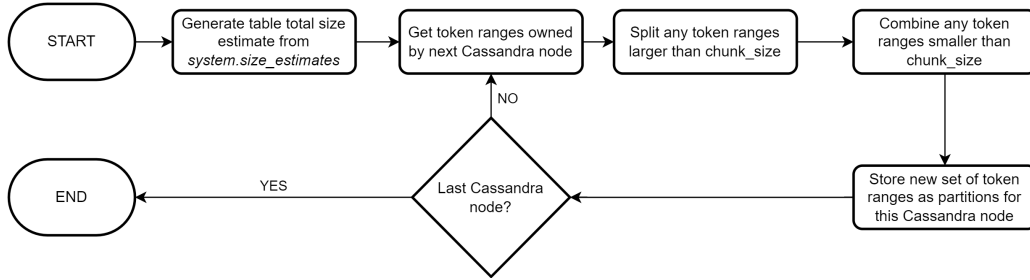 START
Generate table total size
estimate from
system.size_estimates
Get token ranges owned
by next Cassandra node
Split any token ranges
larger than chunk_size
Combine any token
ranges smaller than
chunk_size
NO
Store new set of token
ranges as partitions for
this Cassandra node
Last Cassandra
node?
YES
END